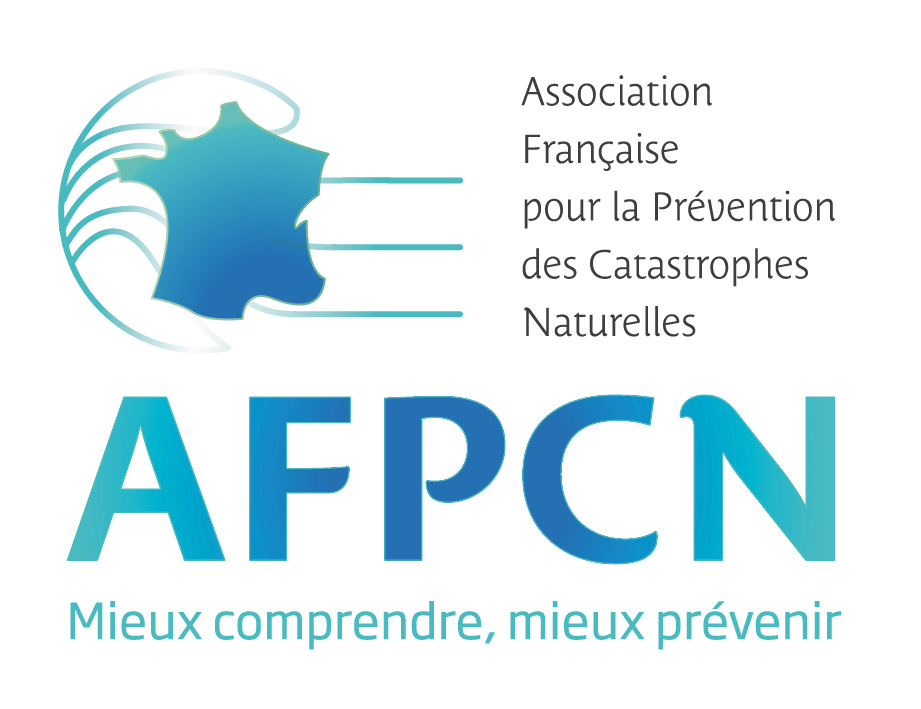 Association
Française
pour la Prévention
des Catastrophes
Naturelles
AFPCN
Mieux comprendre, mieux prévenir